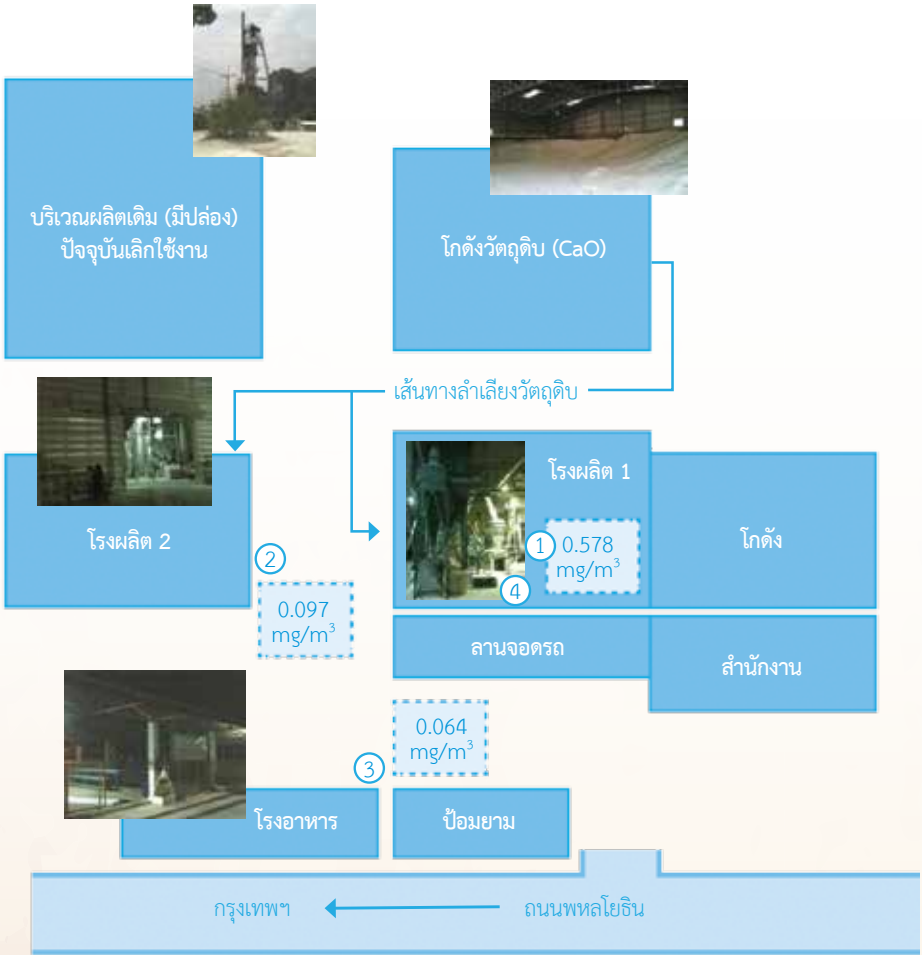 บริเวณผลิตเดิม (มีปล่อง)
ปัจจุบันเลิกใช้งาน
โกดังวัตถุดิบ (CaO)
เส้นทางลำเลียงวัตถุดิบ
โรงผลิต 2
โรงผลิต 1
โกดัง
1
0.578
mg/m³
2
4
0.097
mg/m³
ลานจอดรถ
สำนักงาน
0.064
mg/m³
3
โรงอาหาร
ป้อมยาม
กรุงเทพฯ
ถนนพหลโยธิน